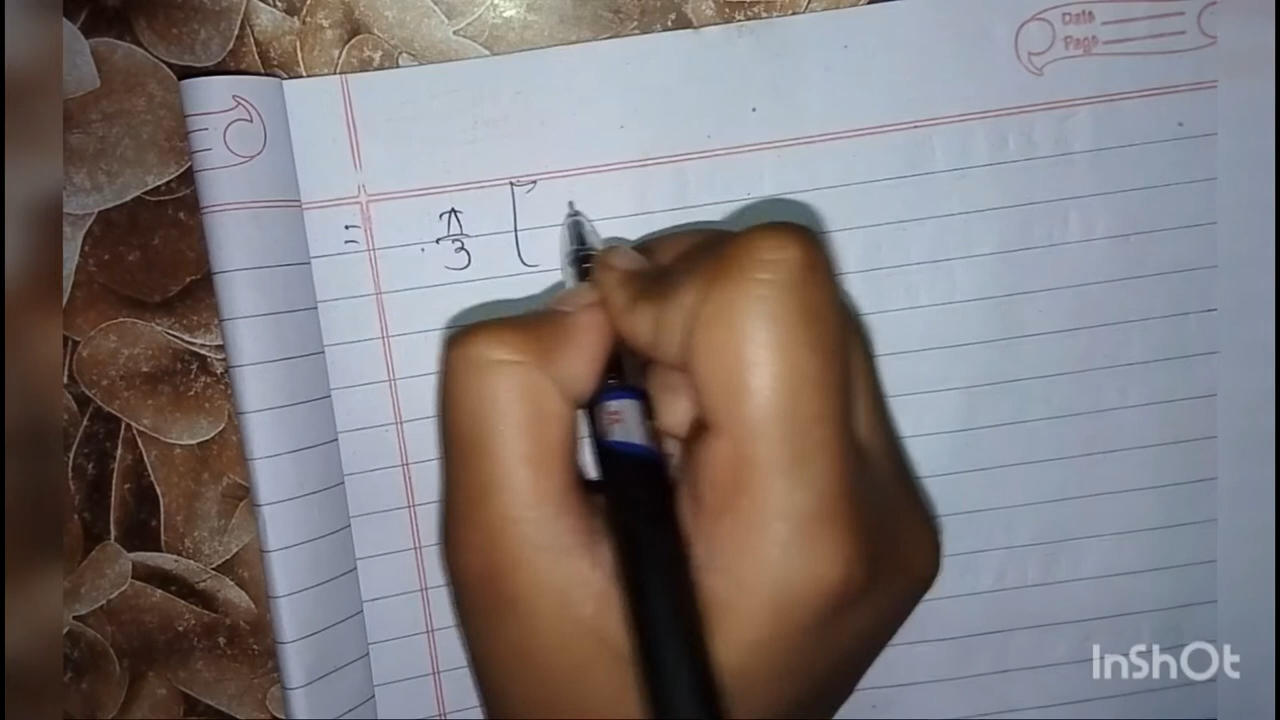 Date
Page
= π/3 [
InShOt